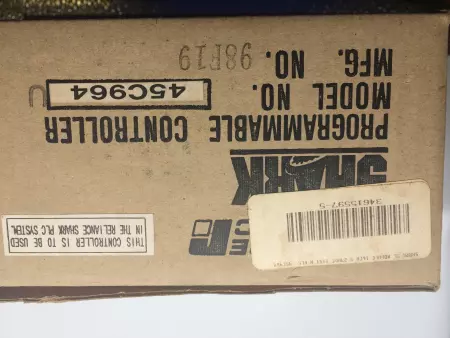 THIS CONTROLLER IS TO BE USED
IN THE RELIANCE SHARK PLC SYSTEM.
34615597-5
SHARK
PROGRAMMABLE CONTROLLER
MODEL NO. 45C964 U
MFG. NO. 98F19